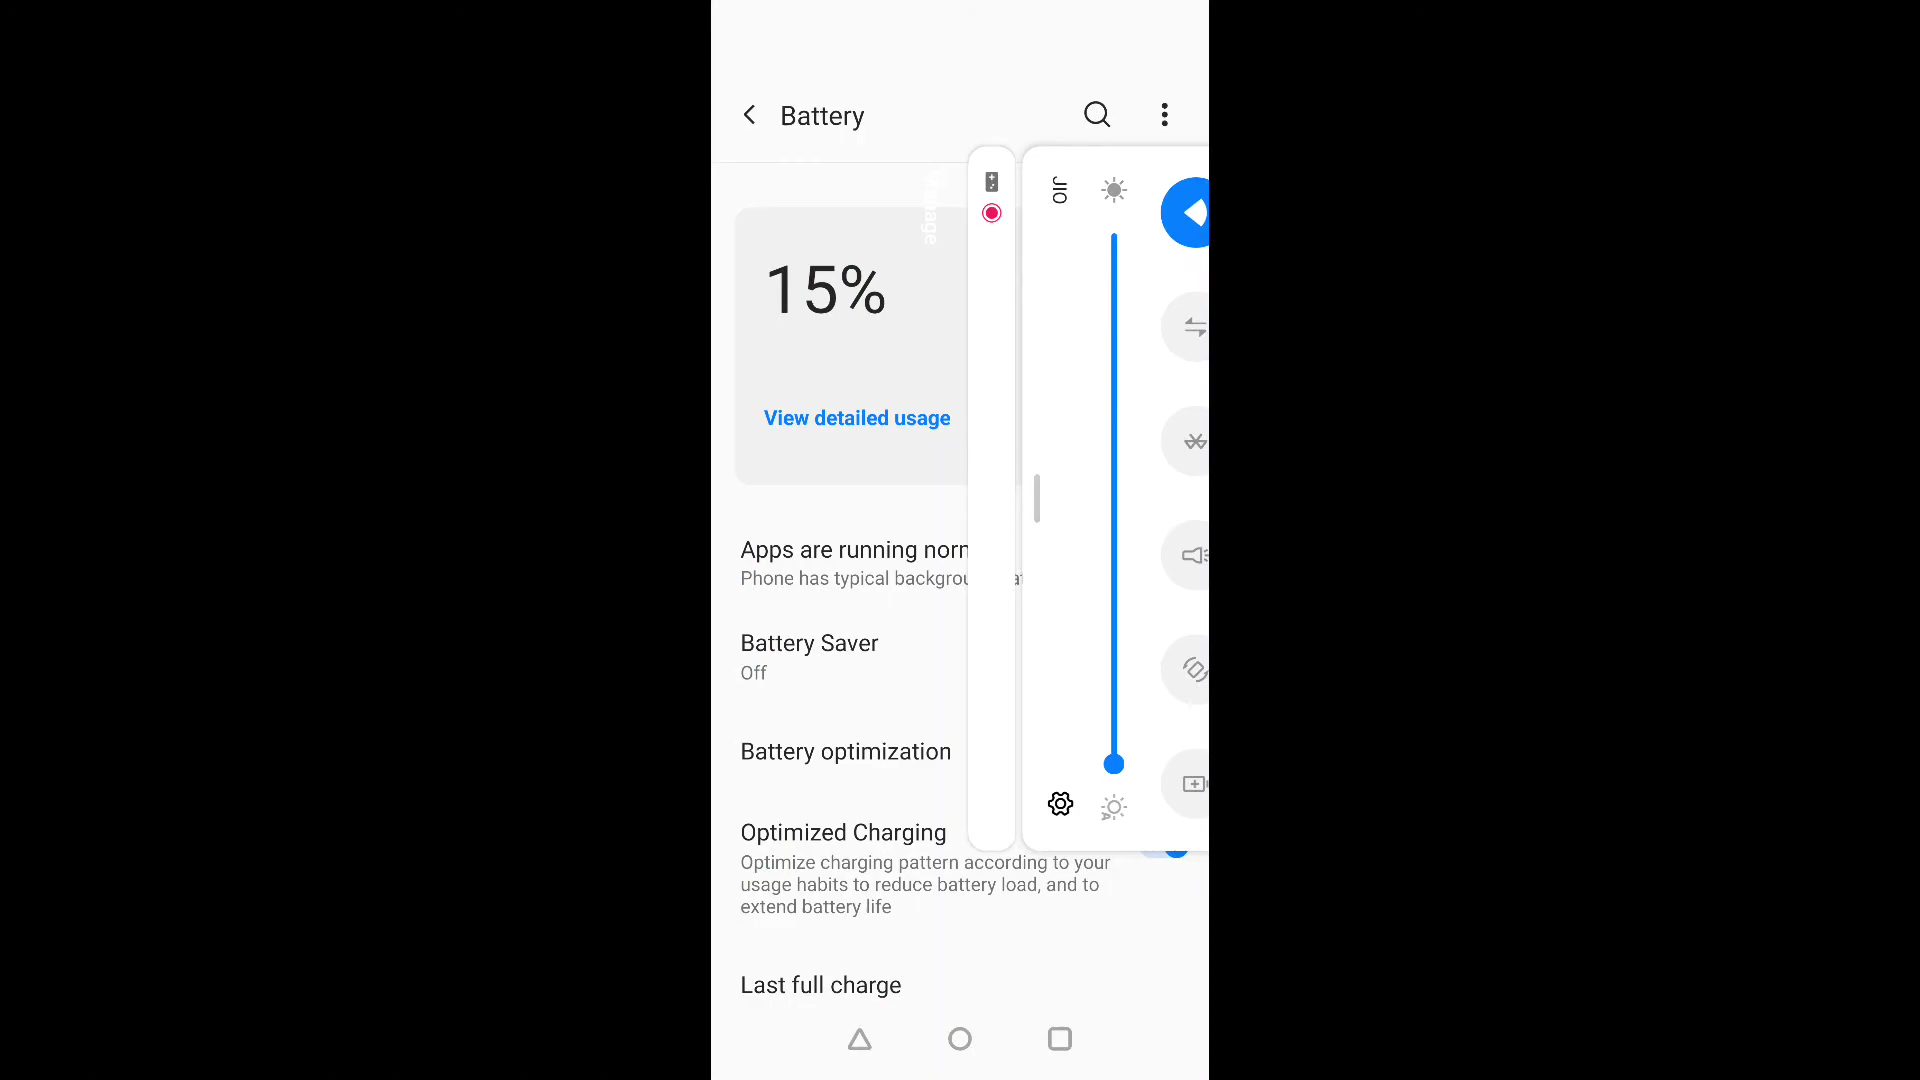 Battery
JIO
15%
View detailed usage
Apps are running norn
Phone has typical backgrou
Battery Saver
Off
Battery optimization
Optimized Charging
Optimize charging pattern according to your
usage habits to reduce battery load, and to
extend battery life
Last full charge